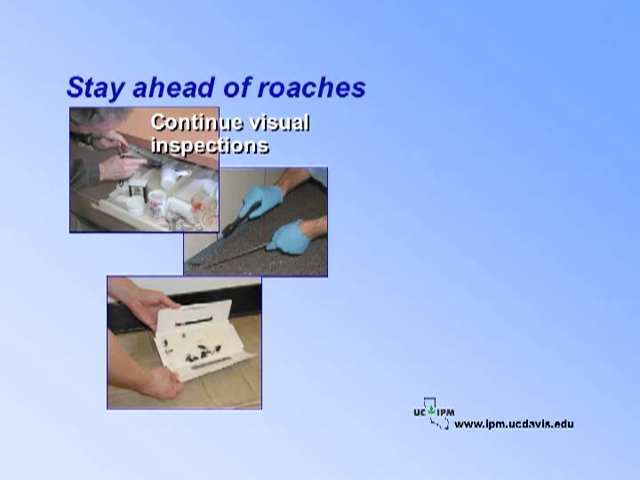 Stay ahead of roaches
Continue visual
inspections
UC IPM
www.ipm.ucdavis.edu